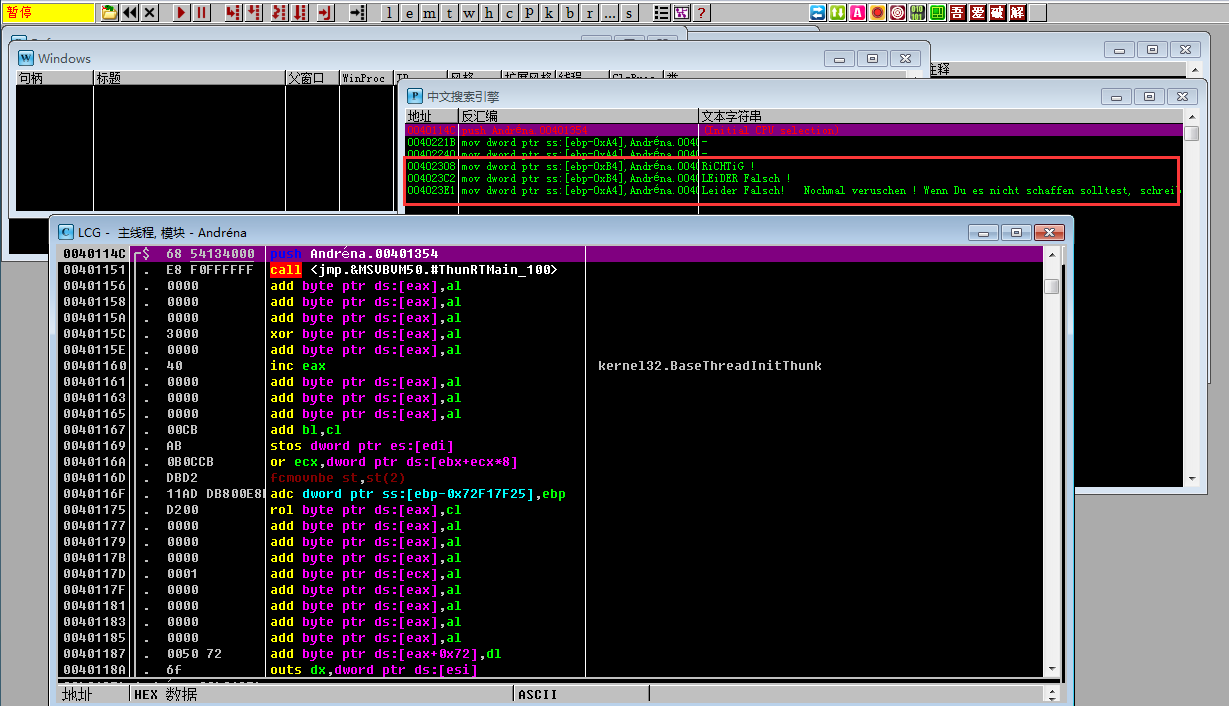 暂停
l e m t w h c p k b r ... s
?
吾 爱 破 解
Windows
句柄 标题 父窗口 WinProc ID 风格 扩展风格 线程 ClsProc 类
注释
中文搜索引擎
地址 反汇编 文本字符串
0040114C push Andréna.00401354 (Initial CPU selection)
0040221B mov dword ptr ss:[ebp-0xA4],Andréna.0040 -
00402240 mov dword ptr ss:[ebp-0xA4],Andréna.0040 -
00402308 mov dword ptr ss:[ebp-0xB4],Andréna.0040 RiCHTiG !
004023C2 mov dword ptr ss:[ebp-0xB4],Andréna.0040 LEiDER Falsch !
004023E1 mov dword ptr ss:[ebp-0xA4],Andréna.0040 Leider Falsch! Nochmal veruschen ! Wenn Du es nicht schaffen solltest, schrei
LCG - 主线程, 模块 - Andréna
0040114C $ 68 54134000 push Andréna.00401354
00401151 . E8 F0FFFFFF call <jmp.&MSVBVM50.#ThunRTMain_100>
00401156 . 0000 add byte ptr ds:[eax],al
00401158 . 0000 add byte ptr ds:[eax],al
0040115A . 0000 add byte ptr ds:[eax],al
0040115C . 3000 xor byte ptr ds:[eax],al
0040115E . 0000 add byte ptr ds:[eax],al
00401160 . 40 inc eax kernel32.BaseThreadInitThunk
00401161 . 0000 add byte ptr ds:[eax],al
00401163 . 0000 add byte ptr ds:[eax],al
00401165 . 0000 add byte ptr ds:[eax],al
00401167 . 00CB add bl,cl
00401169 . AB stos dword ptr es:[edi]
0040116A . 0B0CCB or ecx,dword ptr ds:[ebx+ecx*8]
0040116D . DBD2 fcmovnbe st,st(2)
0040116F . 11AD DB800E8 adc dword ptr ss:[ebp-0x72F17F25],ebp
00401175 . D200 rol byte ptr ds:[eax],cl
00401177 . 0000 add byte ptr ds:[eax],al
00401179 . 0000 add byte ptr ds:[eax],al
0040117B . 0000 add byte ptr ds:[eax],al
0040117D . 0001 add byte ptr ds:[ecx],al
0040117F . 0000 add byte ptr ds:[eax],al
00401181 . 0000 add byte ptr ds:[eax],al
00401183 . 0000 add byte ptr ds:[eax],al
00401185 . 0000 add byte ptr ds:[eax],al
00401187 . 0050 72 add byte ptr ds:[eax+0x72],dl
0040118A . 6F outs dx,dword ptr ds:[esi]
地址 HEX 数据 ASCII